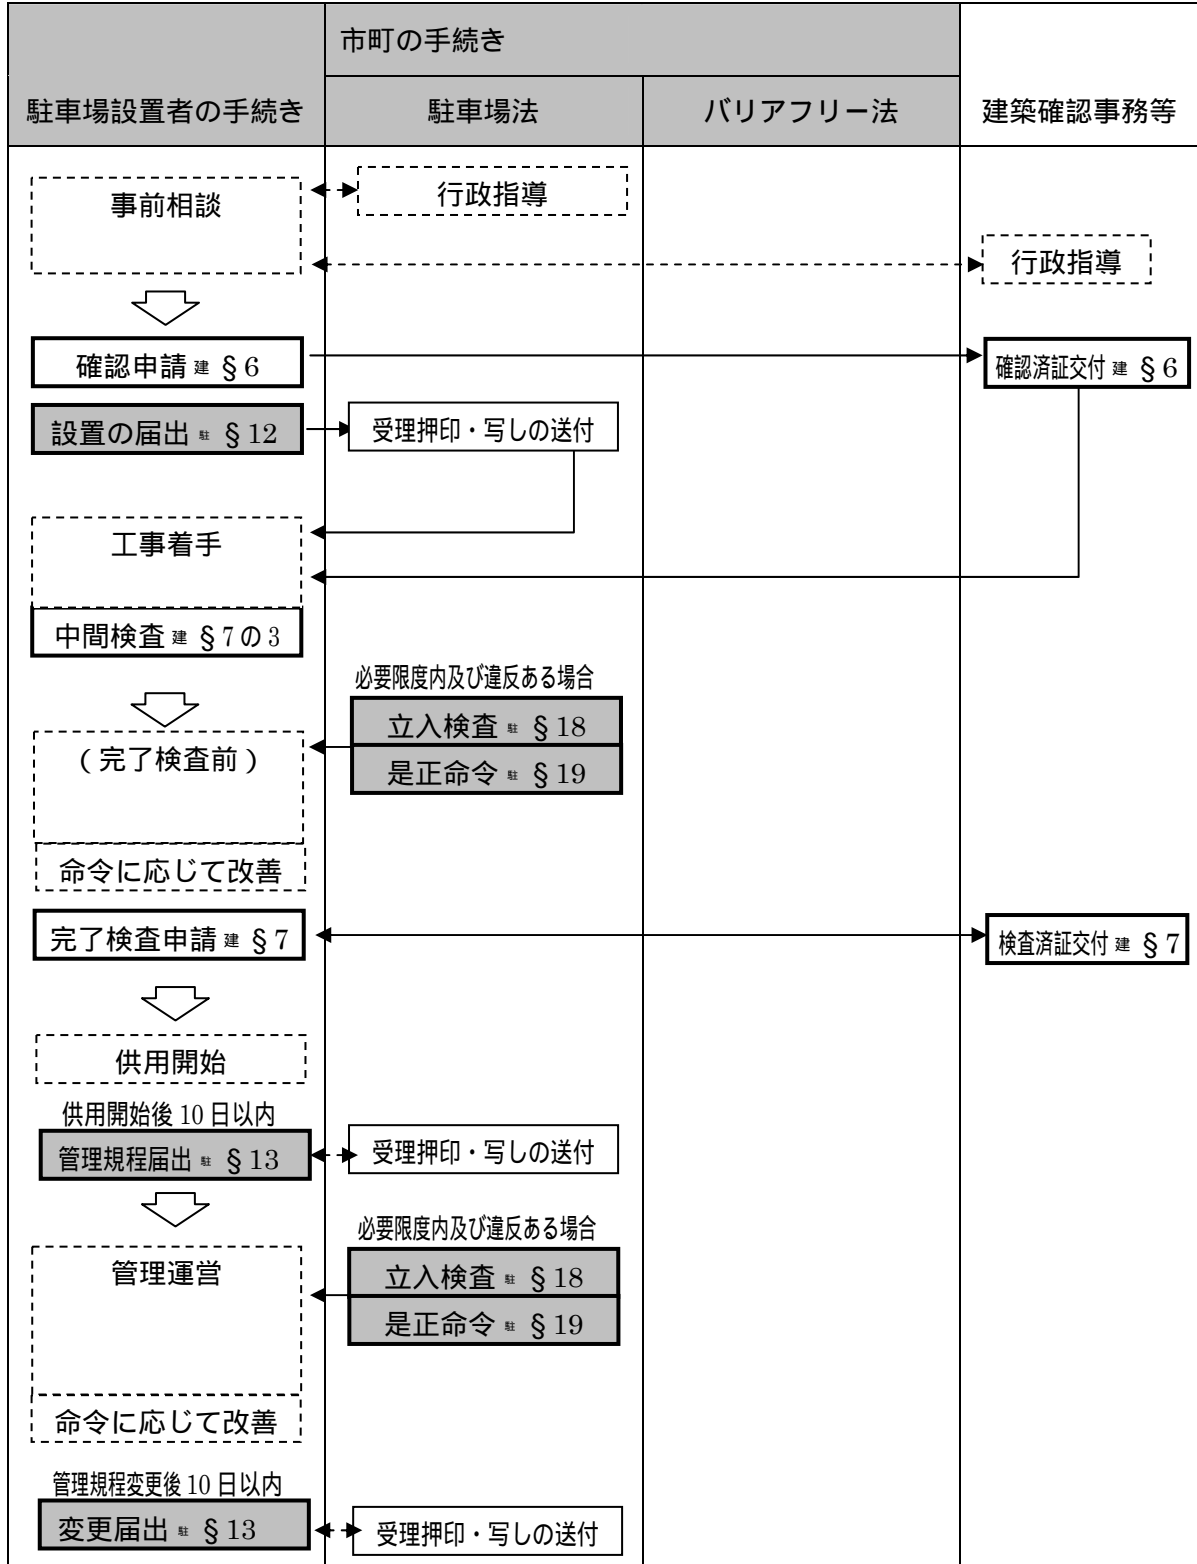 市町の手続き
駐車場設置者の手続き
駐車場法
バリアフリー法
建築確認事務等
事前相談
行政指導
行政指導
確認申請 建 §6
確認済証交付 建 §6
設置の届出 駐 §12
受理押印・写しの送付
工事着手
中間検査 建 §7の3
必要限度内及び違反ある場合
立入検査 駐 §18
(完了検査前)
是正命令 駐 §19
命令に応じて改善
完了検査申請 建 §7
検査済証交付 建 §7
供用開始
供用開始後10日以内
管理規程届出 駐 §13
受理押印・写しの送付
必要限度内及び違反ある場合
管理運営
立入検査 駐 §18
是正命令 駐 §19
命令に応じて改善
管理規程変更後10日以内
変更届出 駐 §13
受理押印・写しの送付